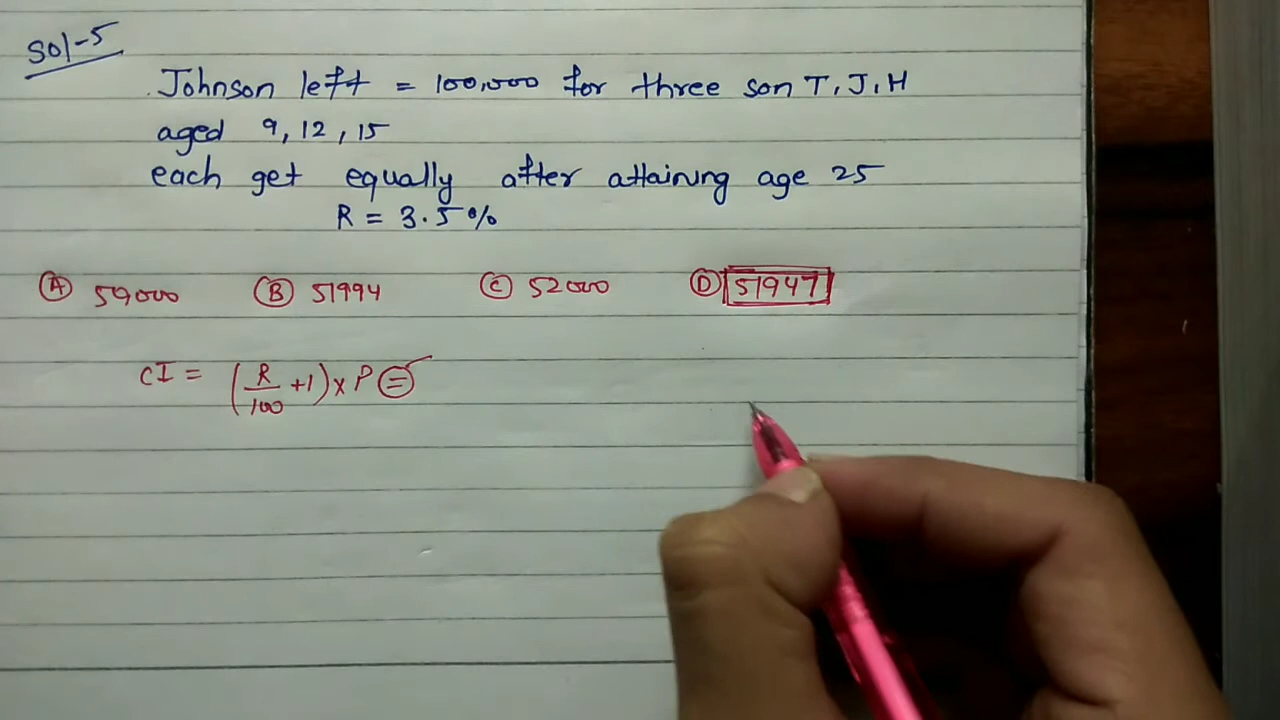 Sol-5
Johnson left = 100,000 for three son T, J, H
aged 9, 12, 15
each get equally after attaining age 25
R = 3.5%
(A) 59000 (B) 51994 (C) 52000 (D) 51947
CI = (R/100 +1) x P =